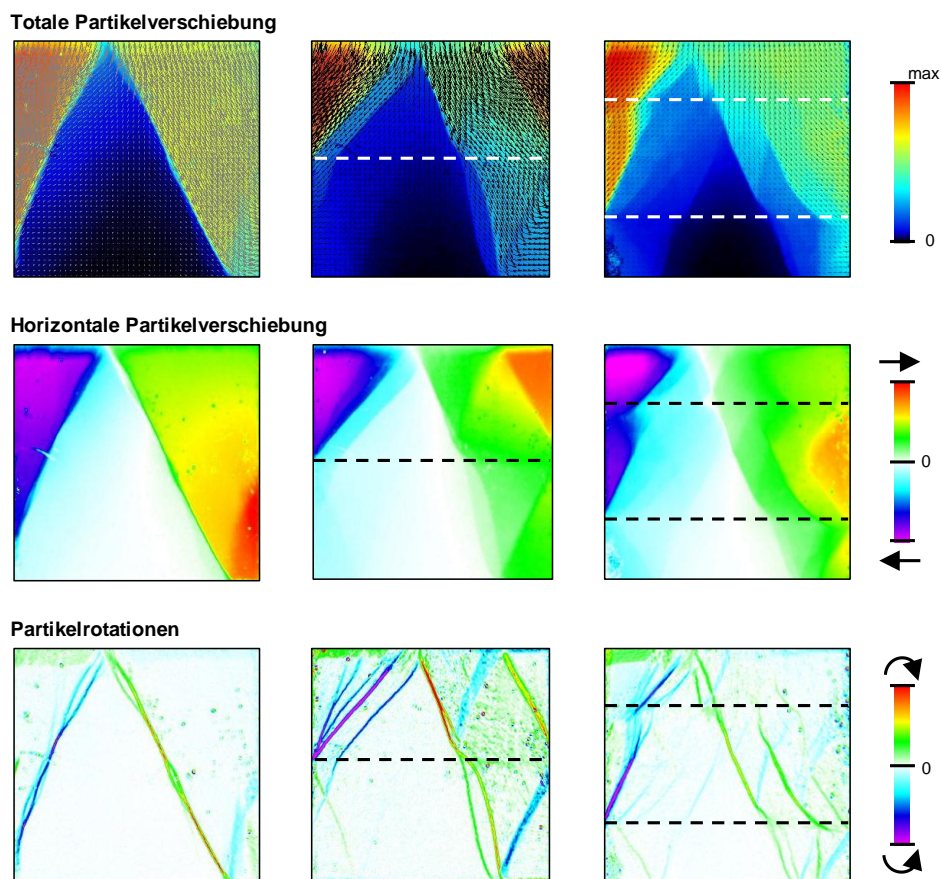 Totale Partikelverschiebung
max
0
Horizontale Partikelverschiebung
0
Partikelrotationen
0